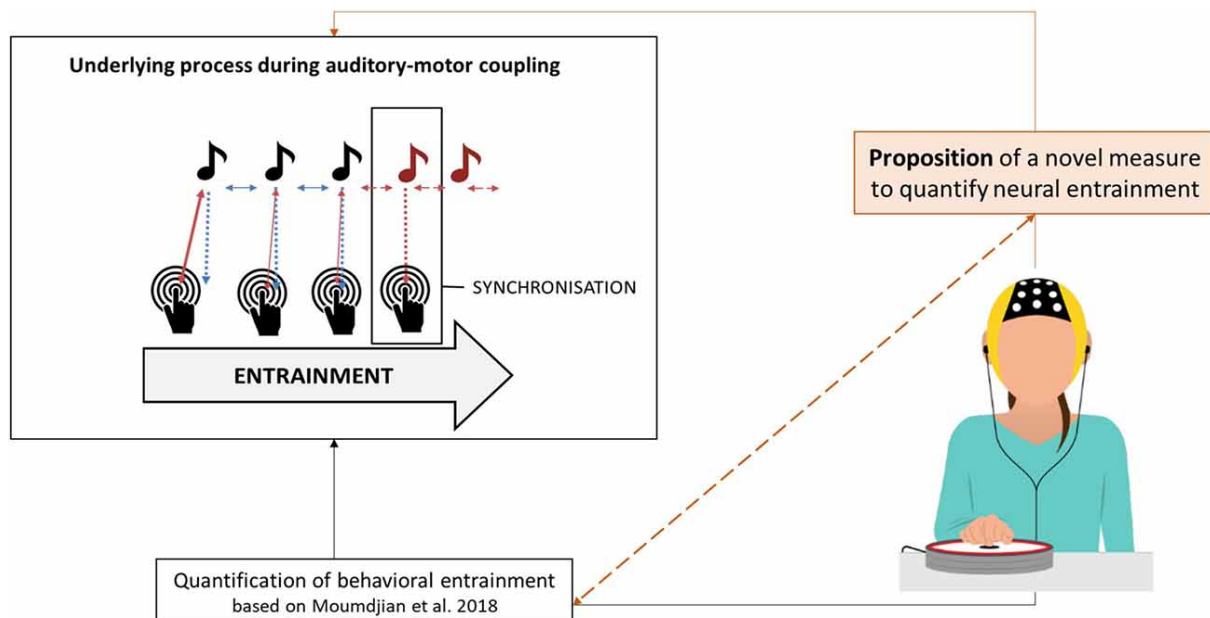 Underlying process during auditory-motor coupling
SYNCHRONISATION
ENTRAINMENT
Proposition of a novel measure
to quantify neural entrainment
Quantification of behavioral entrainment
based on Moumdjian et al. 2018